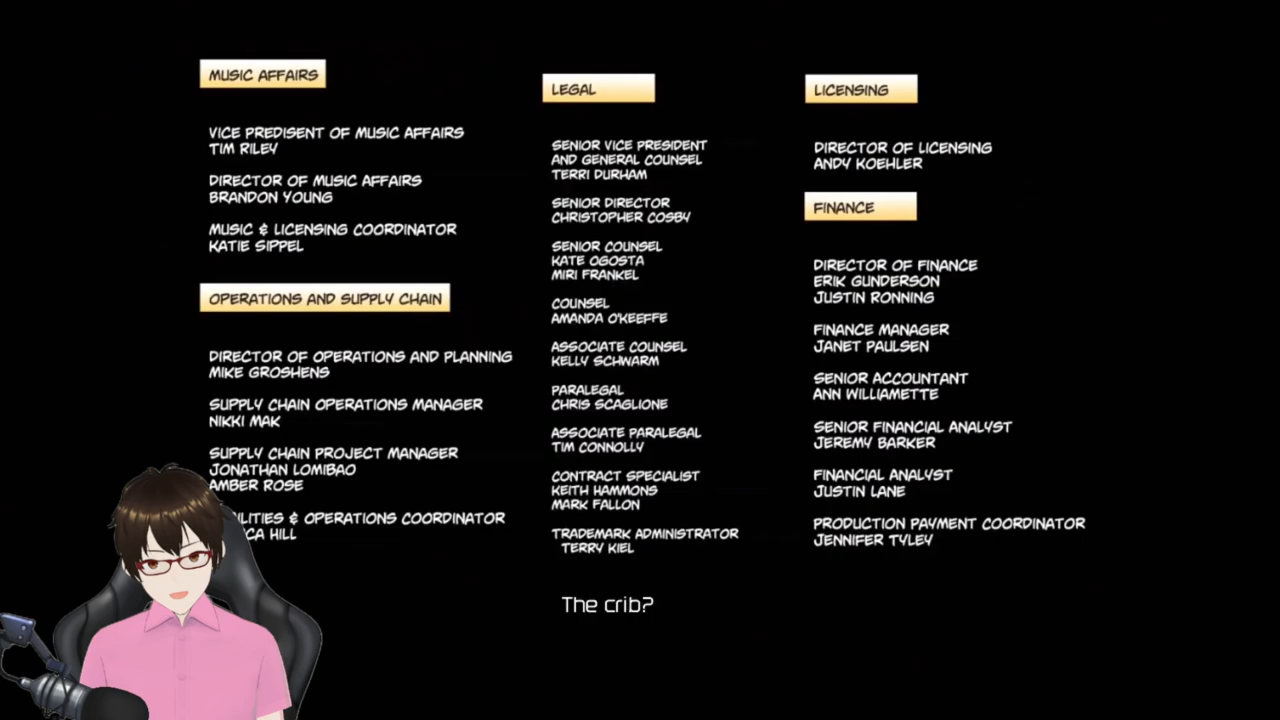 MUSIC AFFAIRS
VICE PREDISENT OF MUSIC AFFAIRS
TIM RILEY
DIRECTOR OF MUSIC AFFAIRS
BRANDON YOUNG
MUSIC & LICENSING COORDINATOR
KATIE SIPPEL
OPERATIONS AND SUPPLY CHAIN
DIRECTOR OF OPERATIONS AND PLANNING
MIKE GROSHENS
SUPPLY CHAIN OPERATIONS MANAGER
NIKKI MAK
SUPPLY CHAIN PROJECT MANAGER
JONATHAN LOMIBAO
AMBER ROSE
& OPERATIONS COORDINATOR
HILL
LEGAL
SENIOR VICE PRESIDENT
AND GENERAL COUNSEL
TERRI DURHAM
SENIOR DIRECTOR
CHRISTOPHER COSBY
SENIOR COUNSEL
KATE OGOSTA
MIRI FRANKEL
COUNSEL
AMANDA O'KEEFFE
ASSOCIATE COUNSEL
KELLY SCHWARM
PARALEGAL
CHRIS SCAGLIONE
ASSOCIATE PARALEGAL
TIM CONNOLLY
CONTRACT SPECIALIST
KEITH HAMMONS
MARK FALLON
TRADEMARK ADMINISTRATOR
TERRY KIEL
LICENSING
DIRECTOR OF LICENSING
ANDY KOEHLER
FINANCE
DIRECTOR OF FINANCE
ERIK GUNDERSON
JUSTIN RONNING
FINANCE MANAGER
JANET PAULSEN
SENIOR ACCOUNTANT
ANN WILLIAMETTE
SENIOR FINANCIAL ANALYST
JEREMY BARKER
FINANCIAL ANALYST
JUSTIN LANE
PRODUCTION PAYMENT COORDINATOR
JENNIFER TYLEY
The crib?